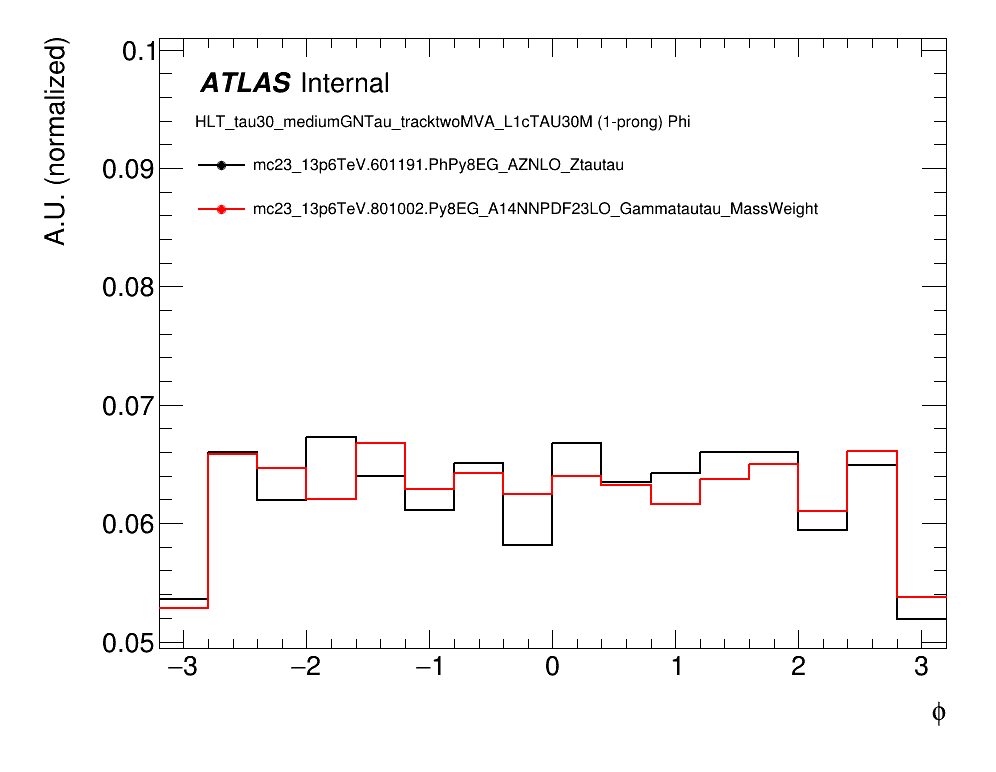 A.U. (normalized)
0.1
0.09
0.08
0.07
0.06
0.05
ATLAS Internal
HLT_tau30_mediumGNTau_tracktwoMVA_L1cTAU30M (1-prong) Phi
mc23_13p6TeV.601191.PhPy8EG_AZNLO_Ztautau
mc23_13p6TeV.801002.Py8EG_A14NNPDF23LO_Gammatautau_MassWeight
−3 −2 −1 0 1 2 3
ϕ